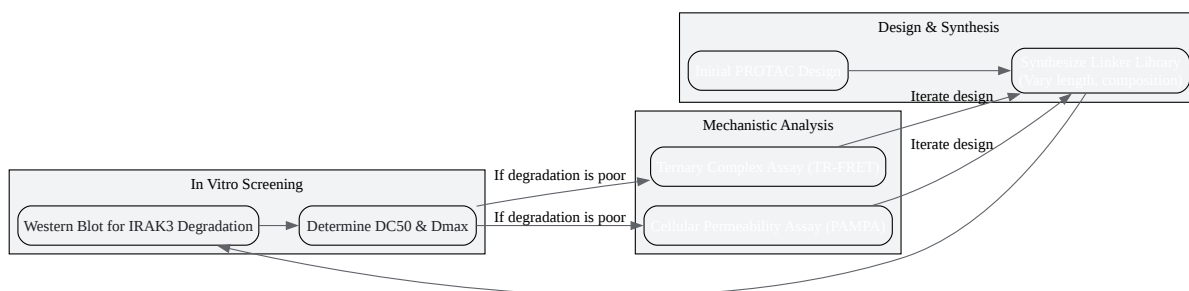 Design & Synthesis
Initial PROTAC Design
Synthesize Linker Library
(Vary length, composition)
Iterate design
Mechanistic Analysis
Iterate design
Ternary Complex Assay (TR-FRET)
If degradation is poor
In Vitro Screening
If degradation is poor
Western Blot for IRAK3 Degradation
Determine DC50 & Dmax
Cellular Permeability Assay (PAMPA)